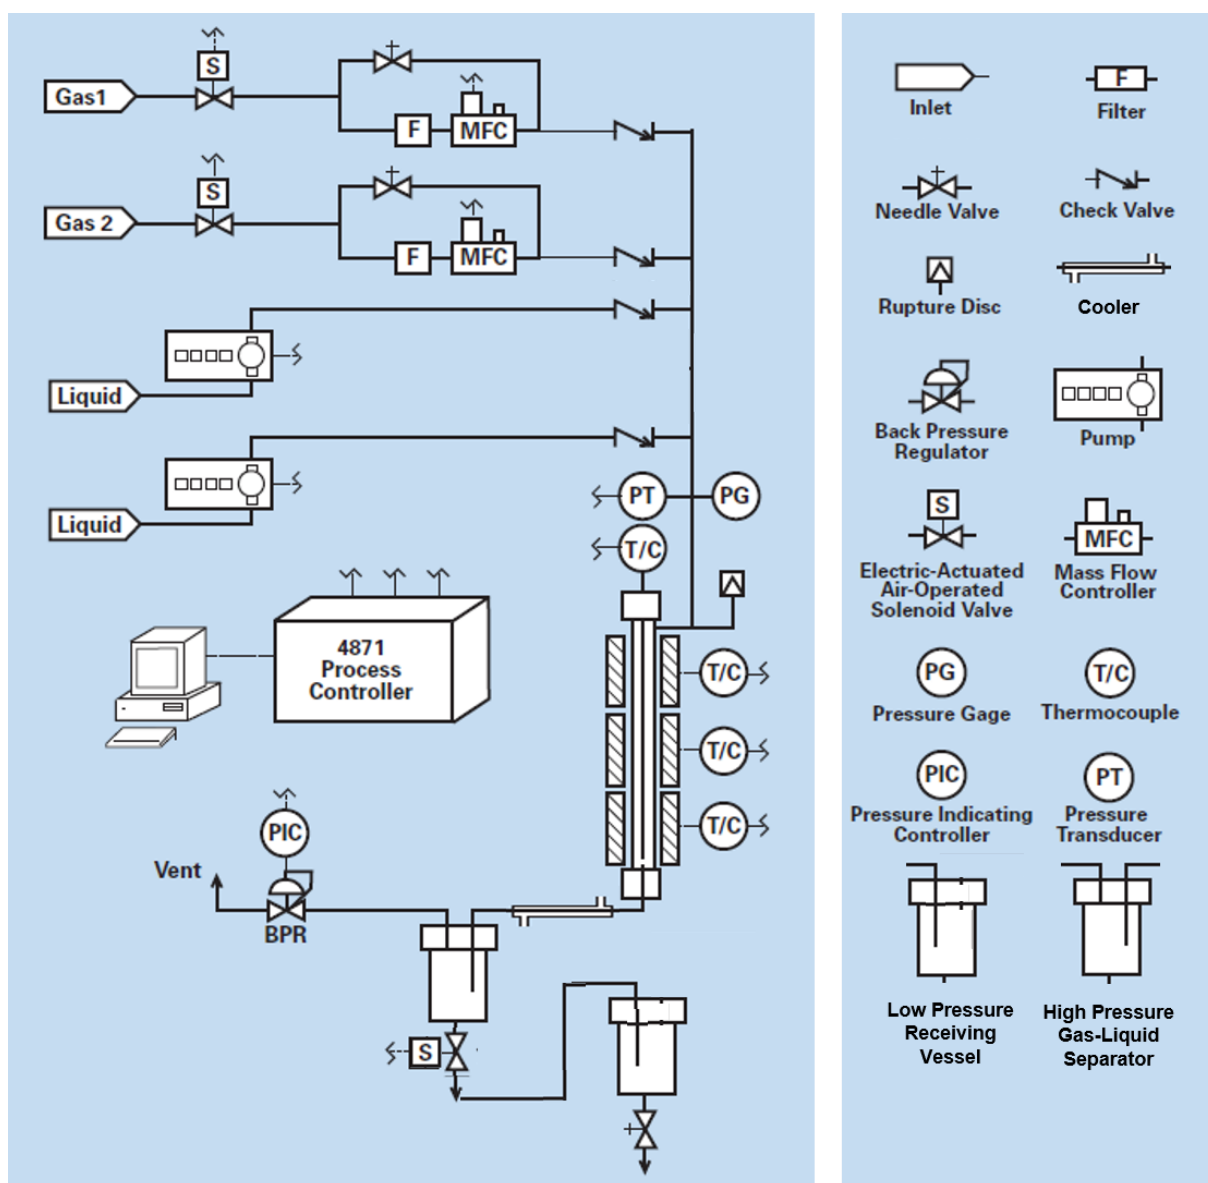 S
Gas1
F
MFC
S
Gas 2
F
MFC
Liquid
Liquid
PT
PG
T/C
4871
Process
Controller
T/C
T/C
T/C
PIC
Vent
BPR
S
F
Inlet
Filter
Needle Valve
Check Valve
Rupture Disc
Cooler
Back Pressure
Regulator
Pump
S
MFC
Electric-Actuated
Air-Operated
Solenoid Valve
Mass Flow
Controller
PG
T/C
Pressure Gage
Thermocouple
PIC
PT
Pressure Indicating
Controller
Pressure
Transducer
Low Pressure
Receiving
Vessel
High Pressure
Gas-Liquid
Separator